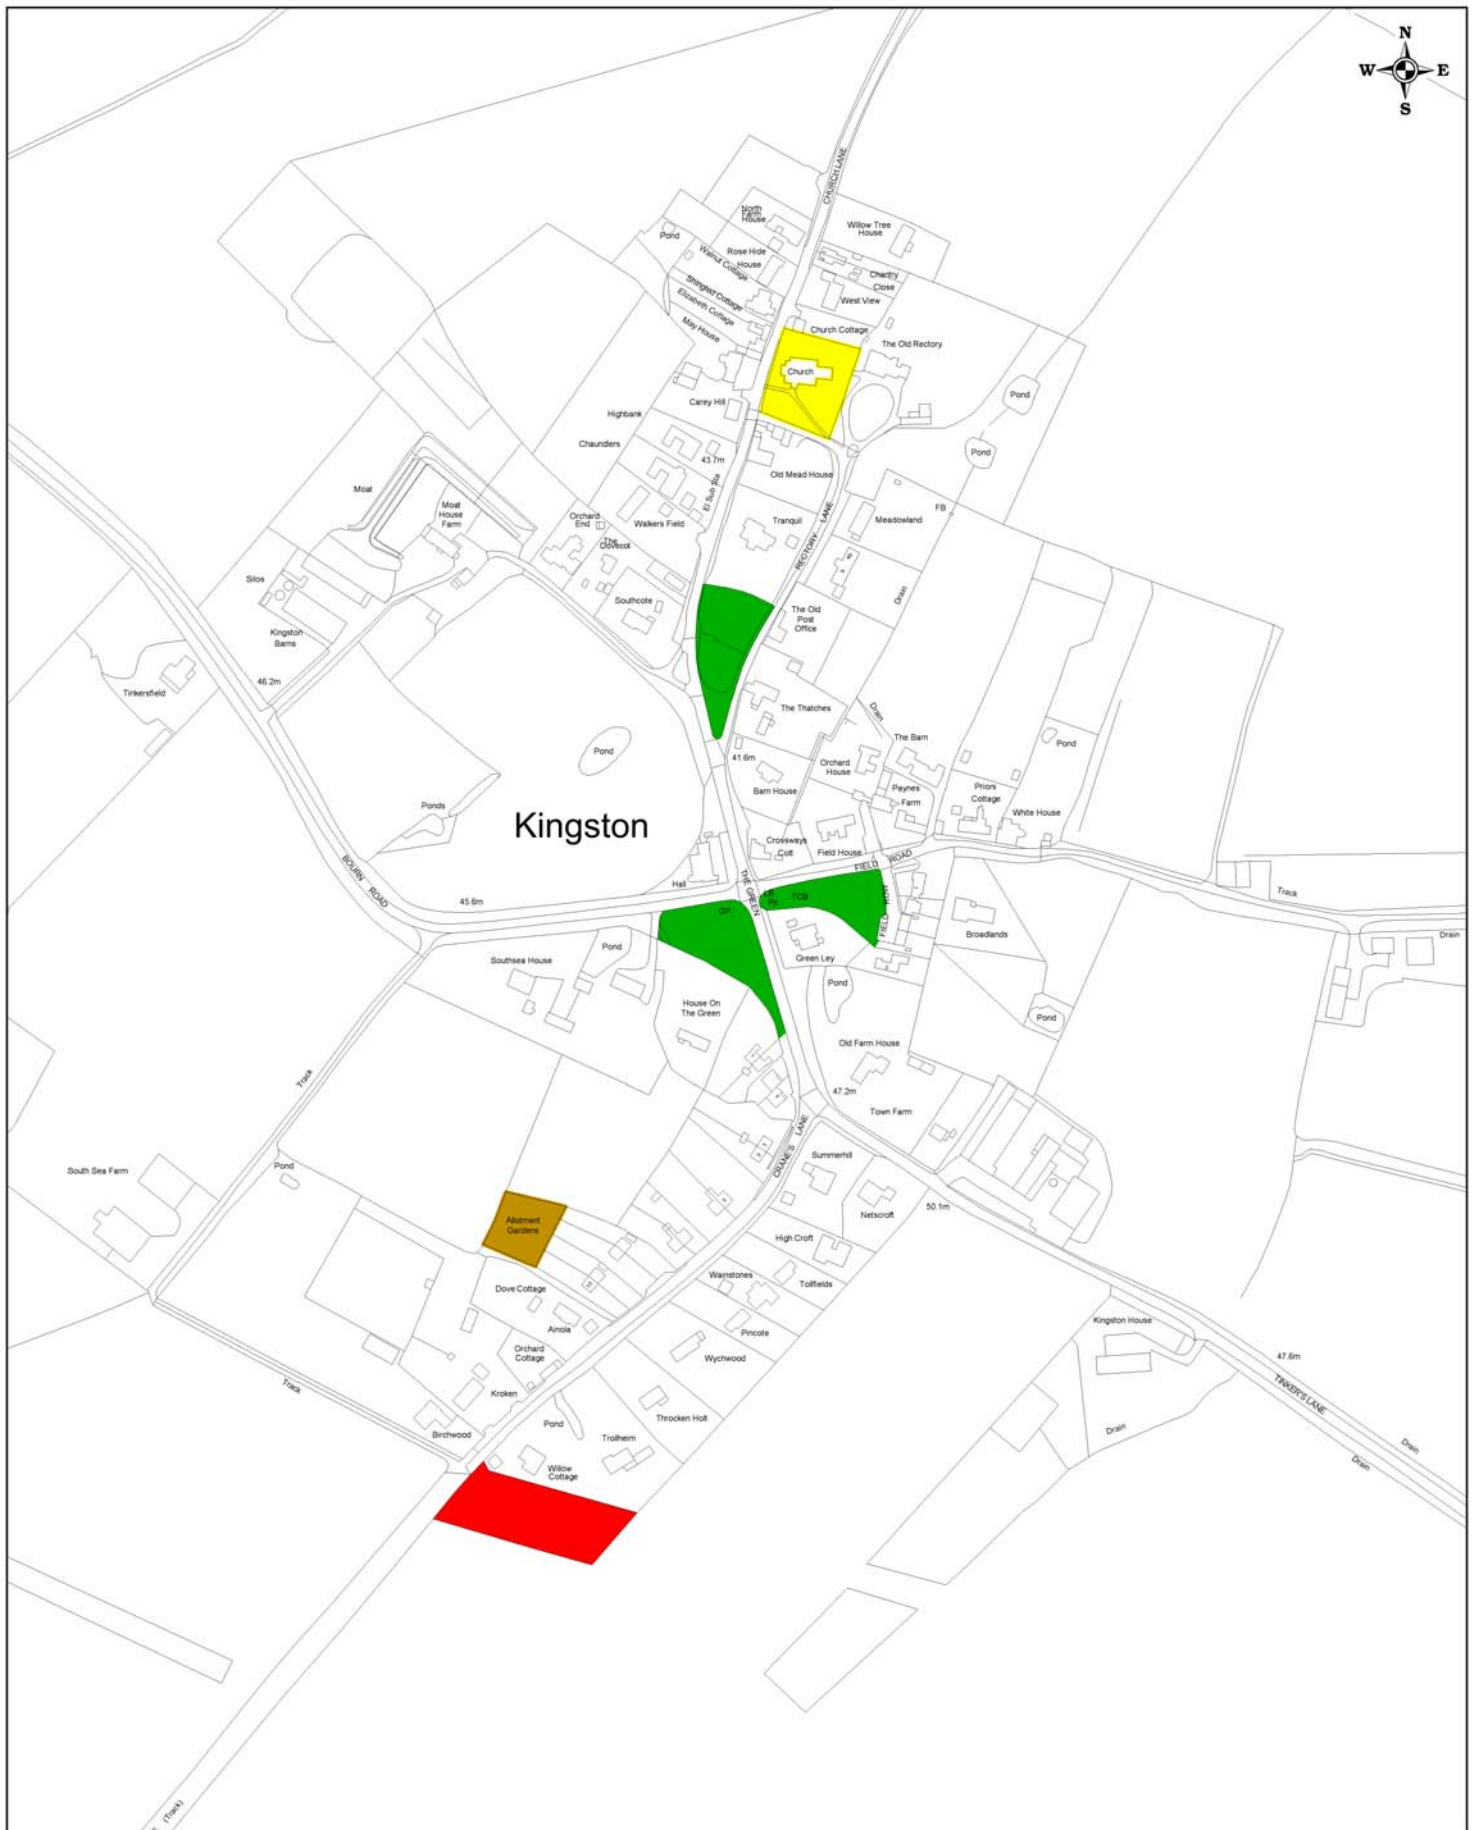 N
W E
S
CHURCH LANE
North
Farm
House
Willow Tree
House
Pond
Rose Hide
House
Walnut Cottage
Chantry
Close
Shingled Cottage
West View
Elizabeth Cottage
May House
Church Cottage
The Old Rectory
Church
Pond
Carey Hill
Highbank
Chaundlers
43.7m
Pond
Old Mead House
El Sub Sta
Moat
Moat
House
Farm
Orchard
End
Walkers Field
Tranquil
RECTORY LANE
Meadowland
FB
The
Dovecot
Silos
Southcote
Drain
The Old
Post
Office
Kingston
Barns
46.2m
Tinkersfield
The Thatches
Drain
Pond
41.6m
Orchard
House
The Barn
Pond
Barn House
Paynes
Farm
Priors
Cottage
White House
Ponds
Kingston
Crossways
Cott
Field House
FIELD ROAD
BOURN ROAD
Hall
THE GREEN
45.6m
GP
LB
TCB
FIELD ROW
Track
Broadlands
Drain
Southsea House
Pond
Green Ley
Pond
House On
The Green
Pond
Old Farm House
Track
47.2m
Town Farm
CRANE'S LANE
Summerhill
South Sea Farm
Pond
Netscroft
50.1m
Allotment
Gardens
High Croft
Wainstones
Tollfields
Dove Cottage
Ainola
Pincote
Kingston House
Orchard
Cottage
Wychwood
47.6m
Track
Kroken
TINKER'S LANE
Throcken Holt
Pond
Birchwood
Trolheim
Drain
Drain
Willow
Cottage
Drain
(Track)